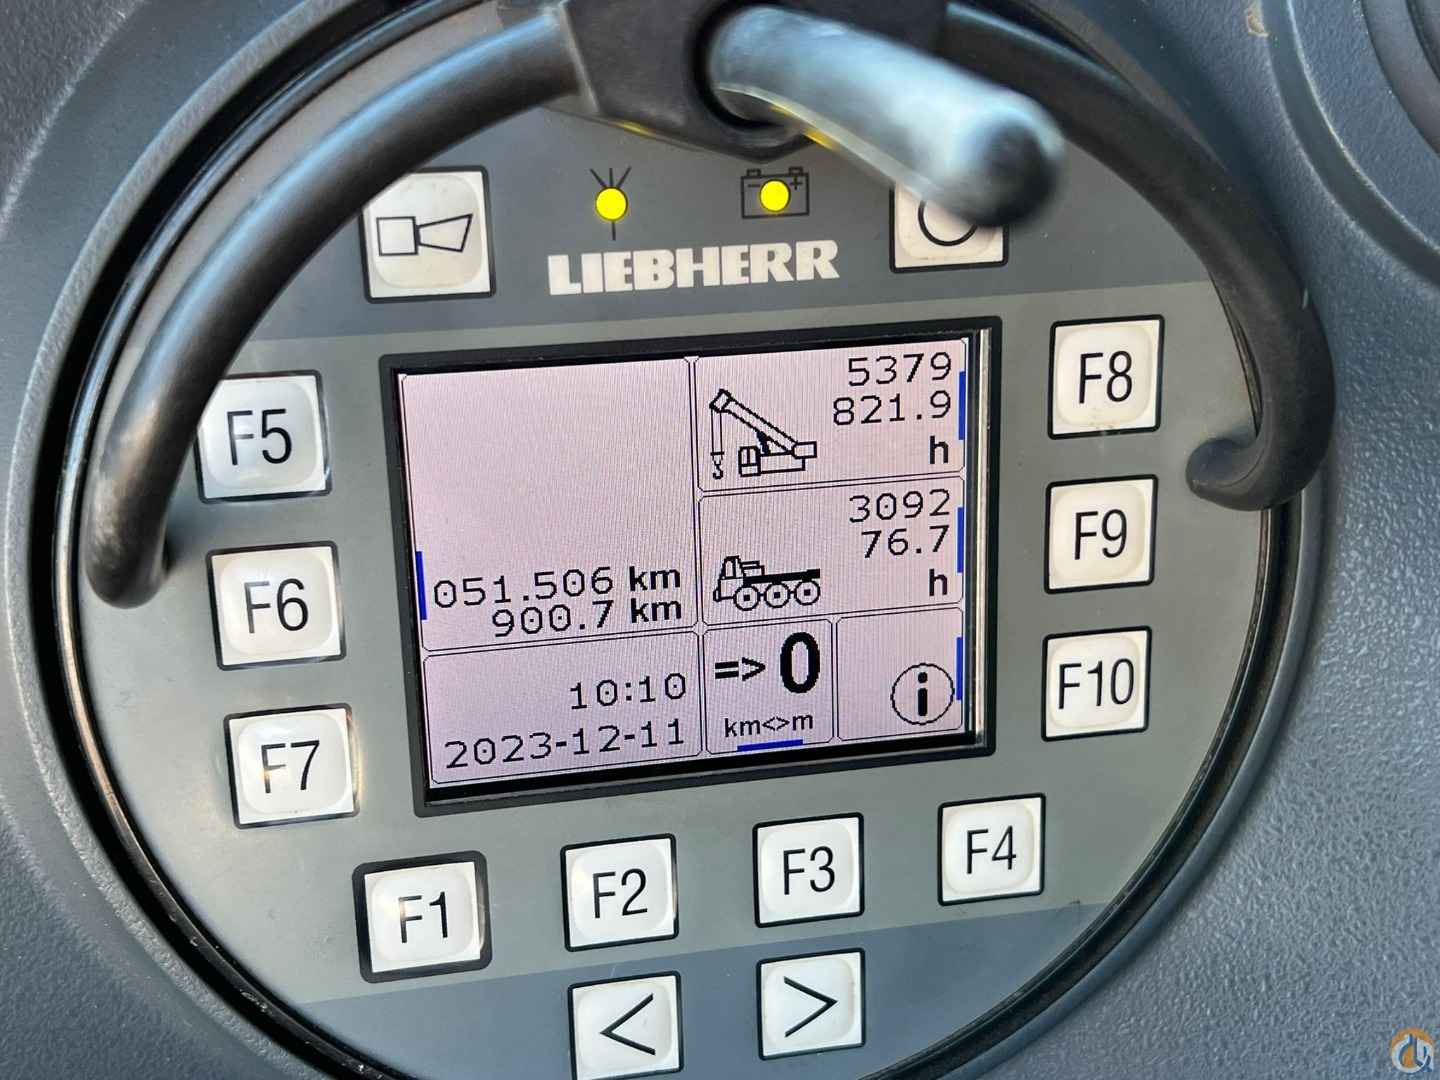 LIEBHERR
5379
821.9
h
3092
76.7
h
051.506 km
900.7 km
10:10
2023-12-11
=> 0
km<>m
i
F5
F6
F7
F8
F9
F10
F1
F2
F3
F4
<
>